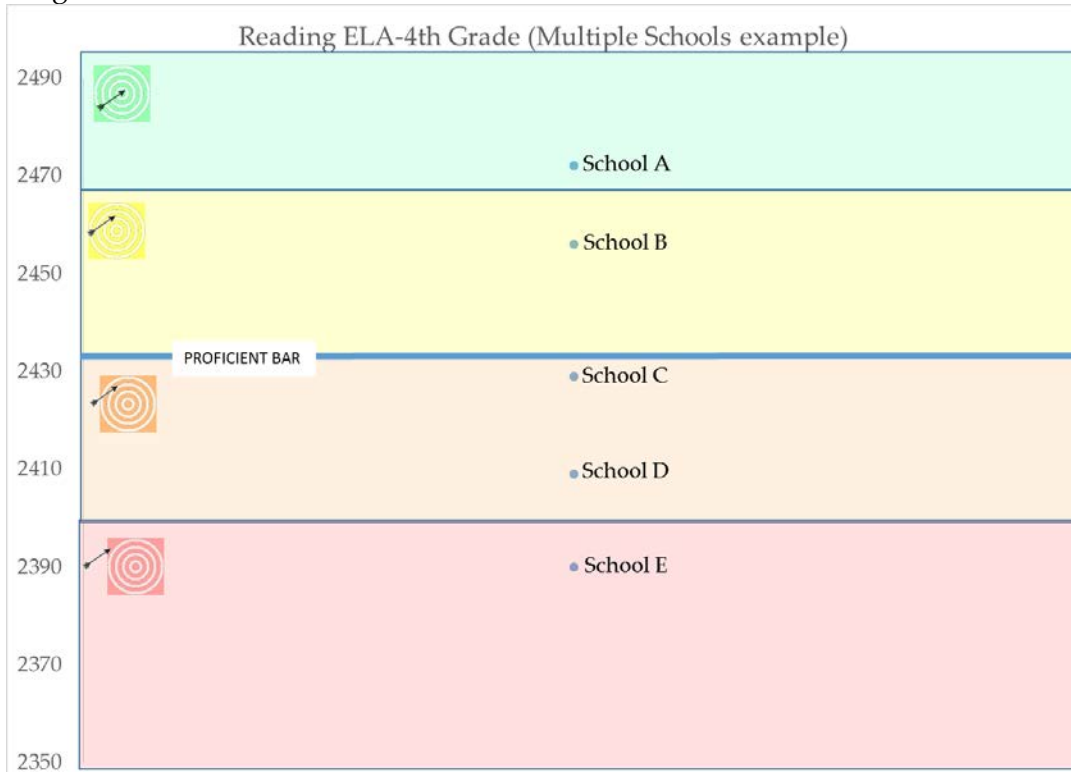 Reading ELA-4th Grade (Multiple Schools example)
2490
School A
2470
School B
2450
PROFICIENT BAR
2430
School C
2410
School D
2390
School E
2370
2350